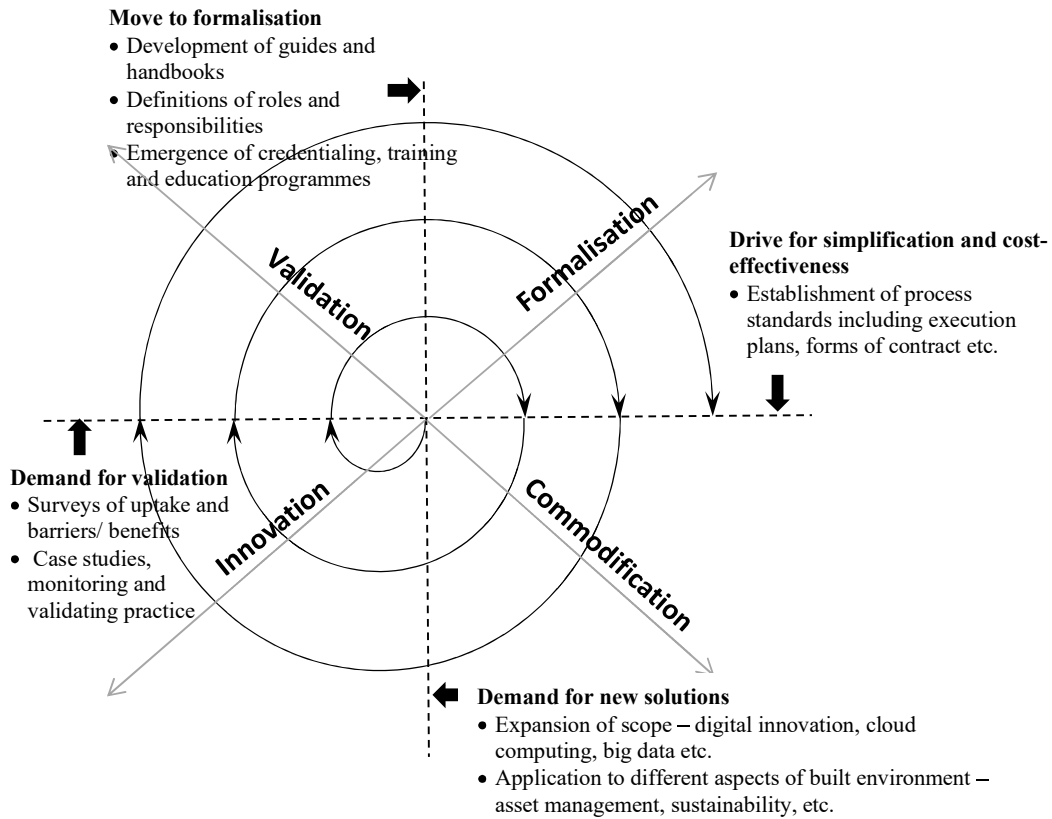 Move to formalisation
• Development of guides and
handbooks
• Definitions of roles and
responsibilities
• Emergence of credentialing, training
and education programmes
Validation
Formalisation
Drive for simplification and cost-
effectiveness
• Establishment of process
standards including execution
plans, forms of contract etc.
Demand for validation
• Surveys of uptake and
barriers/ benefits
• Case studies,
monitoring and
validating practice
Innovation
Commodification
Demand for new solutions
• Expansion of scope – digital innovation, cloud
computing, big data etc.
• Application to different aspects of built environment –
asset management, sustainability, etc.